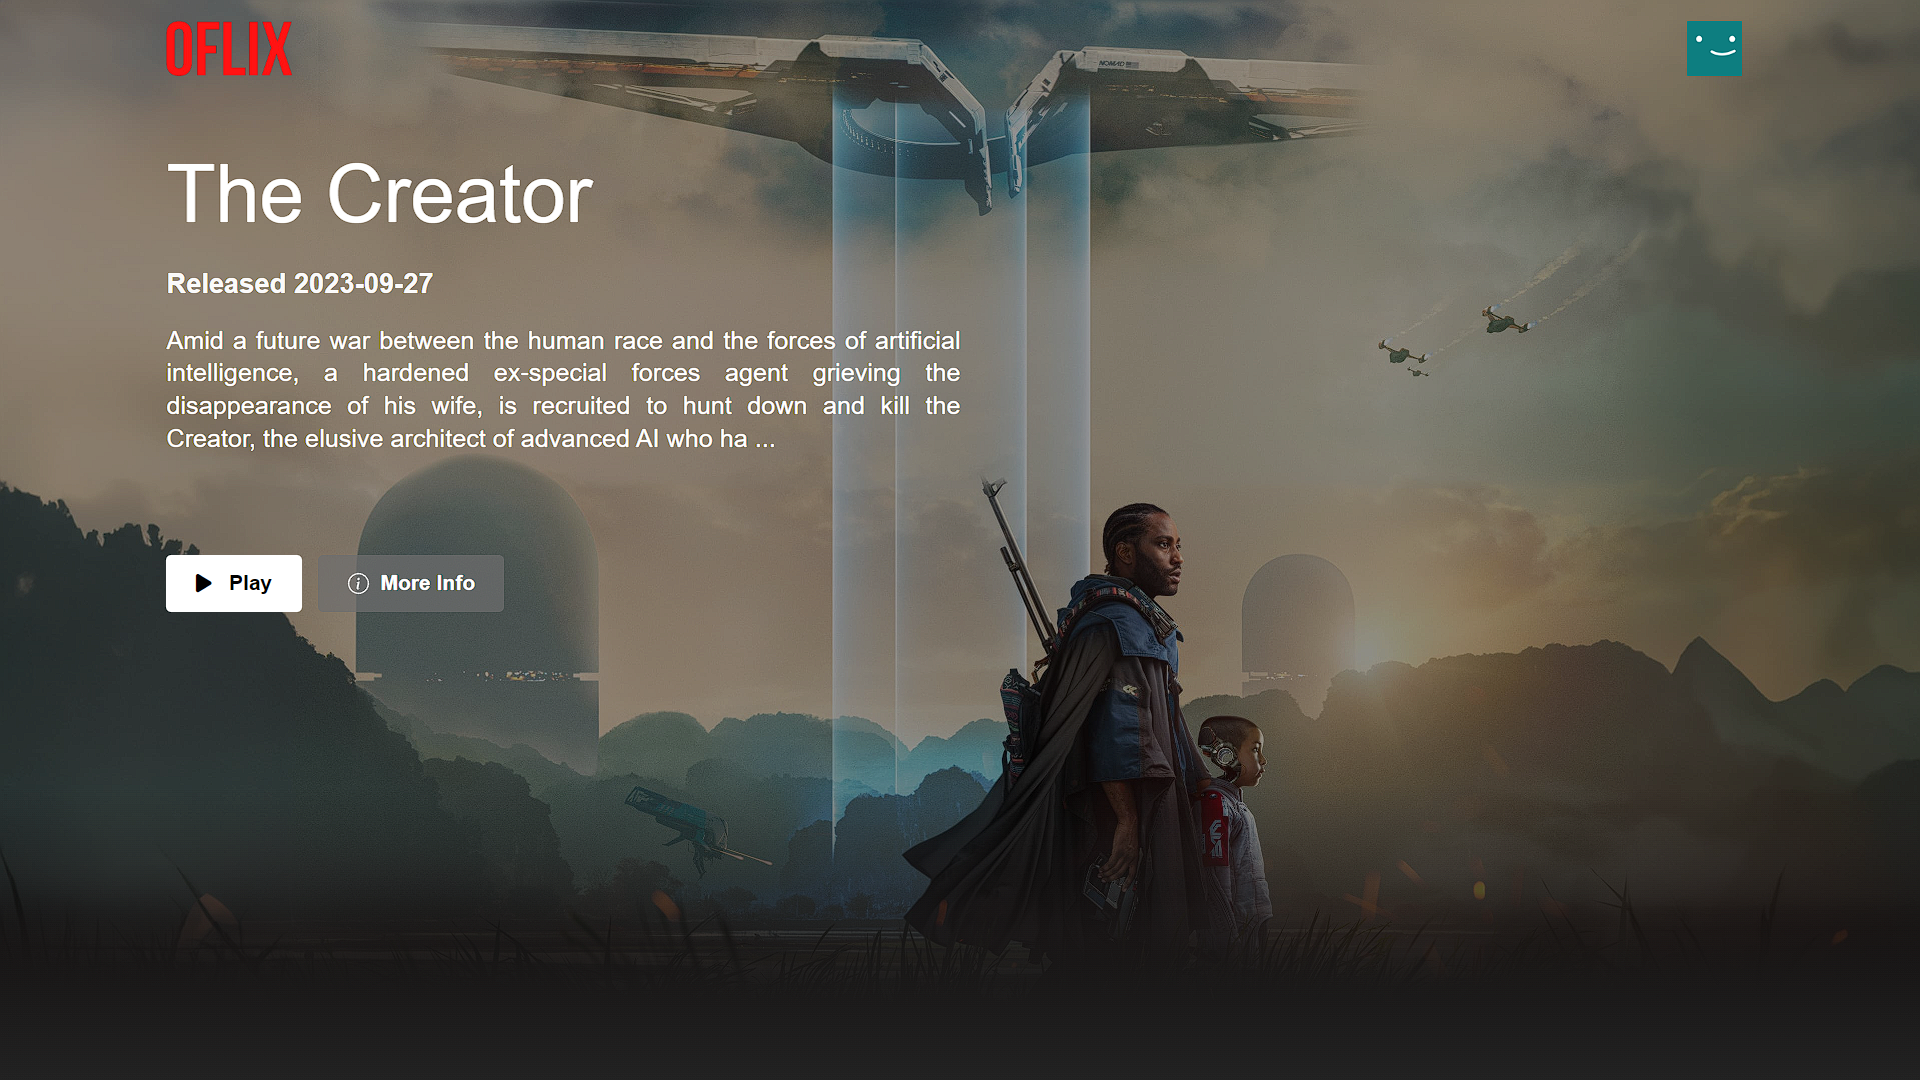 OFLIX
NOMAD
The Creator
Released 2023-09-27
Amid a future war between the human race and the forces of artificial
intelligence, a hardened ex-special forces agent grieving the
disappearance of his wife, is recruited to hunt down and kill the
Creator, the elusive architect of advanced AI who ha ...
Play
More Info